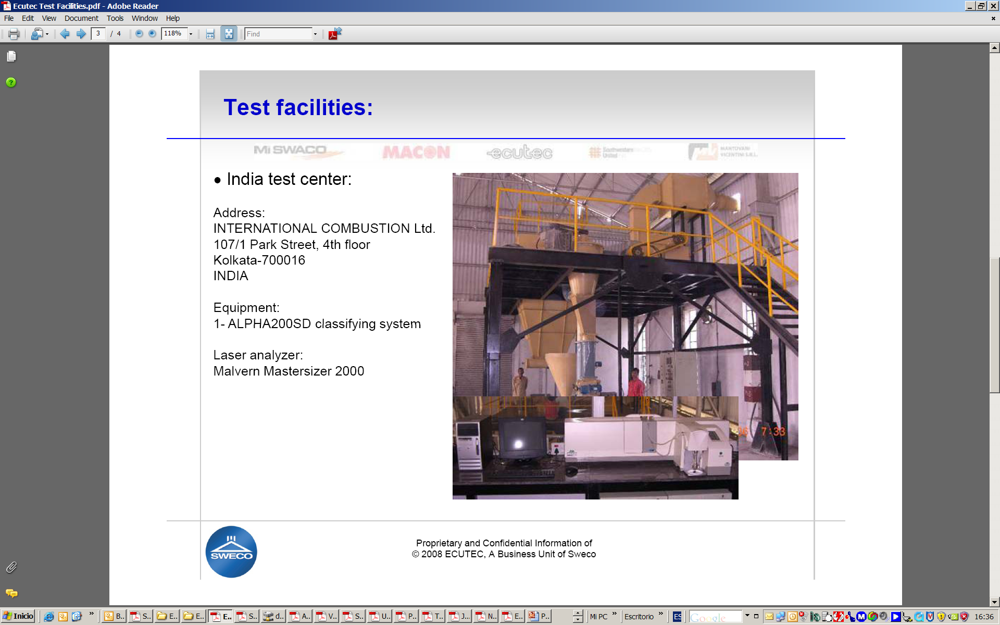 Ecutec Test Facilities.pdf - Adobe Reader
File Edit View Document Tools Window Help
3 / 4 118% Find
Test facilities:
Mi SWACO MACON ecutec Southwestern United MANTOVANI VICENTINI S.R.L.
● India test center:
Address:
INTERNATIONAL COMBUSTION Ltd.
107/1 Park Street, 4th floor
Kolkata-700016
INDIA
Equipment:
1- ALPHA200SD classifying system
Laser analyzer:
Malvern Mastersizer 2000
7:33
SWECO
Proprietary and Confidential Information of
© 2008 ECUTEC, A Business Unit of Sweco
Inicio B.. S.. E.. E.. E.. S.. d.. A.. V.. S.. U.. P.. T.. J... N.. E.. P.. Mi PC Escritorio ES Google 16:36